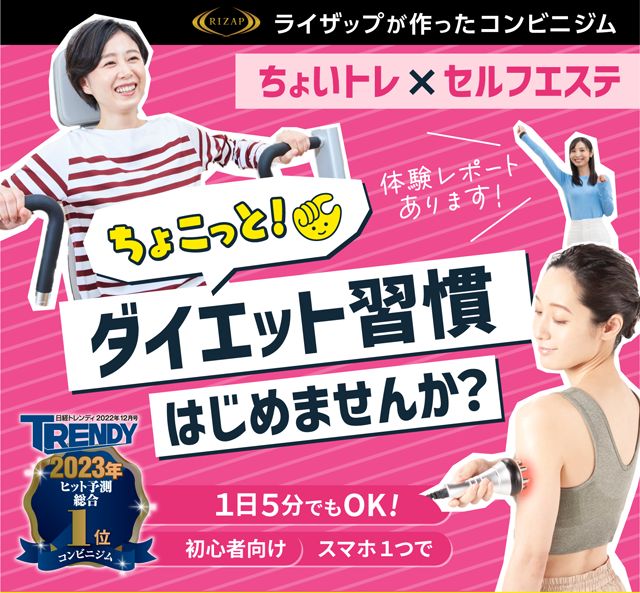 RIZAP ライザップが作ったコンビニジム
ちょいトレ×セルフエステ
体験レポート
あります!
ちょこっと!
ダイエット習慣
はじめませんか?
日経トレンディ2022年12月号
TRENDY
2023年
ヒット予測
総合
1位
コンビニジム
1日5分でもOK!
初心者向け スマホ1つで